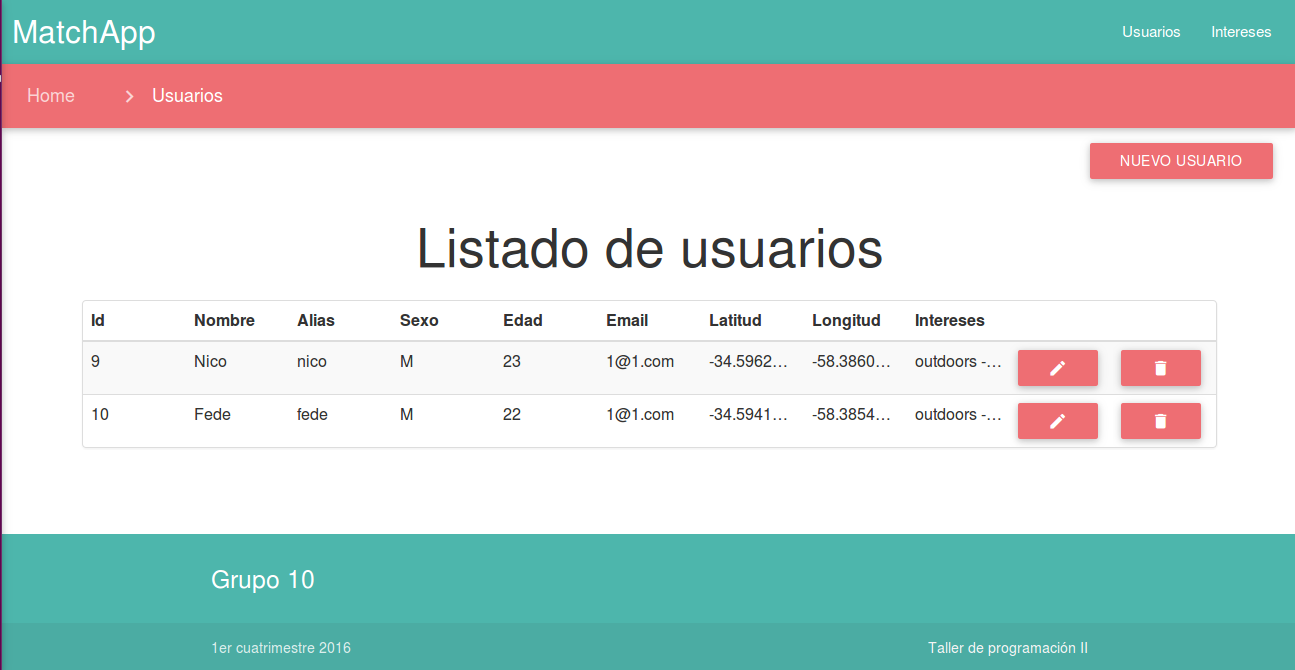 MatchApp Usuarios Intereses
Home Usuarios
NUEVO USUARIO
Listado de usuarios
Id Nombre Alias Sexo Edad Email Latitud Longitud Intereses
9 Nico nico M 23 1@1.com -34.5962… -58.3860… outdoors -…
10 Fede fede M 22 1@1.com -34.5941… -58.3854… outdoors -…
Grupo 10
1er cuatrimestre 2016 Taller de programación II